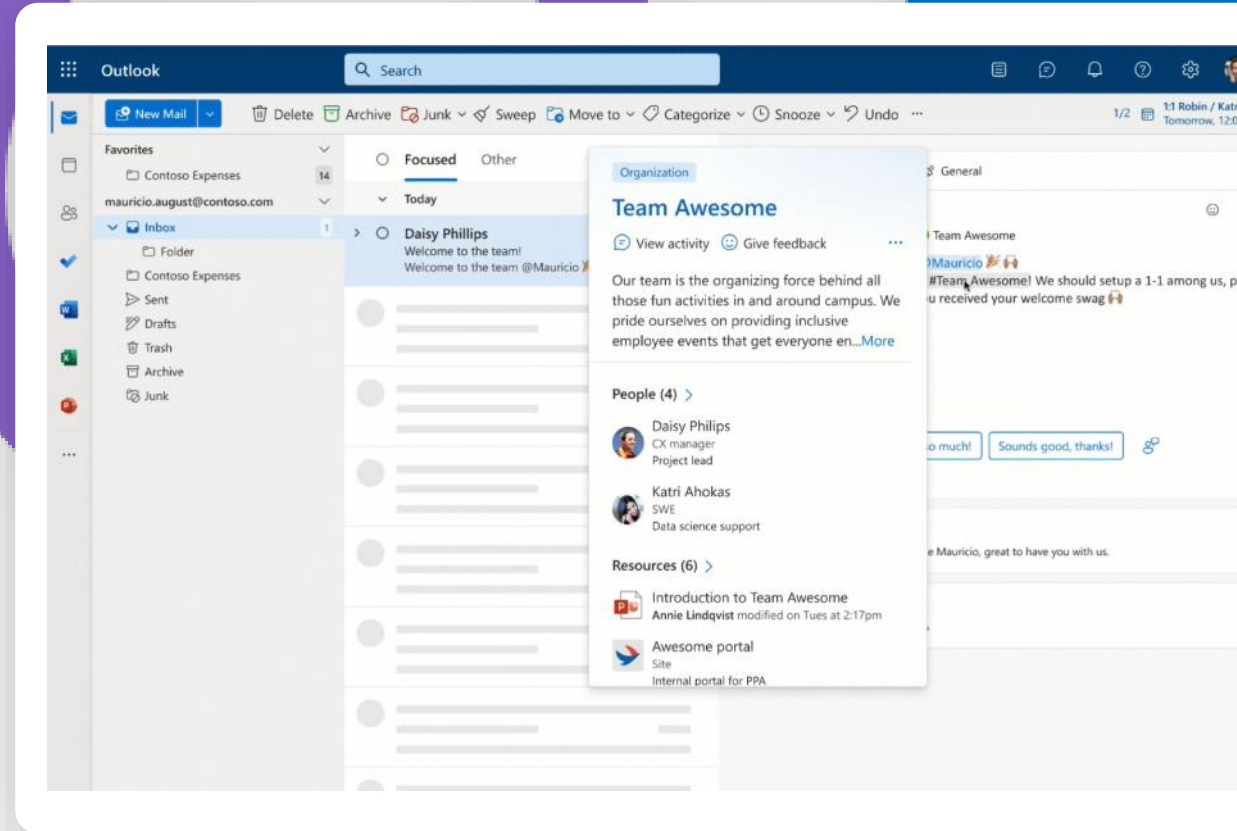 Outlook
Search
New Mail
Delete Archive Junk Sweep Move to Categorize Snooze Undo ...
1/2
1:1 Robin /
Tomorrow,
Favorites
Contoso Expenses 14
mauricio.august@contoso.com
Inbox 1
Folder
Contoso Expenses
Sent
Drafts
Trash
Archive
Junk
Focused Other
Today
Daisy Phillips
Welcome to the team!
Welcome to the team @Mauricio
Organization
Team Awesome
View activity Give feedback ...
Our team is the organizing force behind all
those fun activities in and around campus. We
pride ourselves on providing inclusive
employee events that get everyone en...More
People (4) >
Daisy Philips
CX manager
Project lead
Katri Ahokas
SWE
Data science support
Resources (6) >
Introduction to Team Awesome
Annie Lindqvist modified on Tues at 2:17pm
Awesome portal
Site
Internal portal for PPA
General
Team Awesome
@Mauricio
#Team Awesome! We should setup a 1-1 among us,
received your welcome swag
so much! Sounds good, thanks!
Mauricio, great to have you with us.